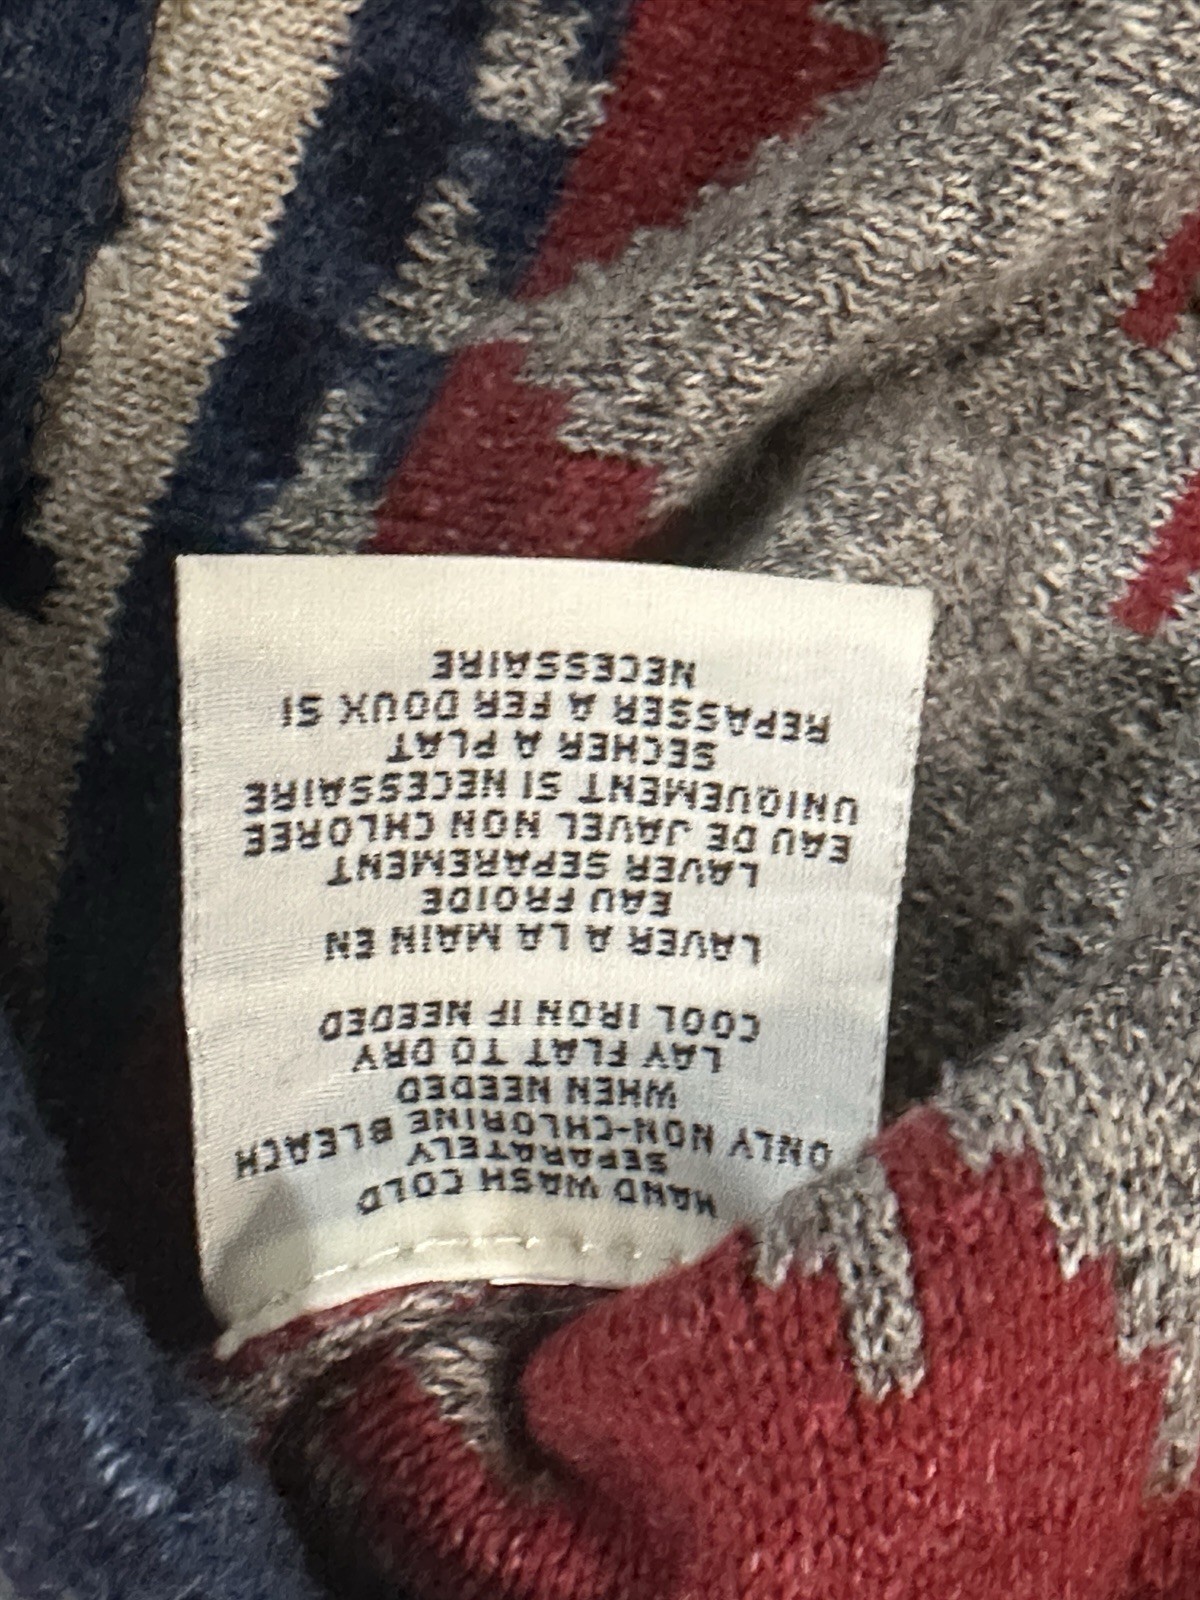 HAND WASH COLD
SEPARATELY
ONLY NON-CHLORINE BLEACH
WHEN NEEDED
LAY FLAT TO DRY
COOL IRON IF NEEDED
LAVER A LA MAIN EN
EAU FROIDE
LAVER SEPAREMENT
EAU DE JAVEL NON CHLOREE
UNIQUEMENT SI NECESSAIRE
SECHER A PLAT
REPASSER A FER DOUX SI
NECESSAIRE